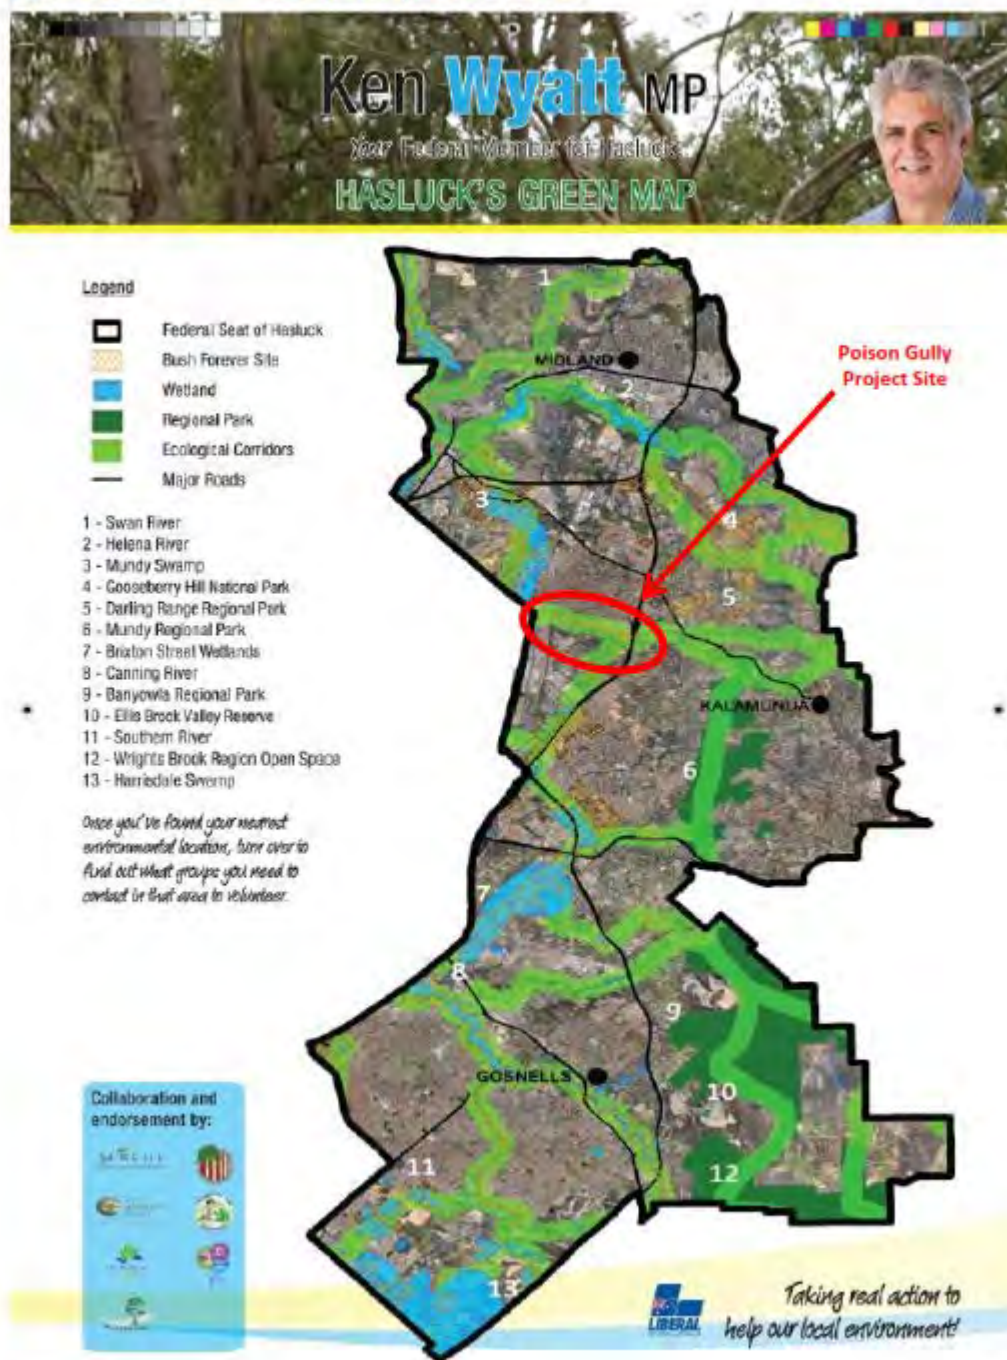 Ken Wyatt MP
Your Federal Member for Hasluck
HASLUCK'S GREEN MAP
Legend
Federal Seat of Hasluck
Bush Forever Site
Wetland
Regional Park
Ecological Corridors
Major Roads
1 - Swan River
2 - Helena River
3 - Mundy Swamp
4 - Gooseberry Hill National Park
5 - Darling Range Regional Park
6 - Mundy Regional Park
7 - Brixton Street Wetlands
8 - Canning River
9 - Banyowla Regional Park
10 - Ellis Brook Valley Reserve
11 - Southern River
12 - Wrights Brook Region Open Space
13 - Harrisdale Swamp
Once you've found your nearest
environmental location, turn over to
find out what groups you need to
contact in that area to volunteer.
Poison Gully
Project Site
1
MIDLAND
2
3
4
5
KALAMUNDA
6
7
8
9
GOSNELLS
10
11
12
13
Collaboration and
endorsement by:
LIBERAL
Taking real action to
help our local environment!